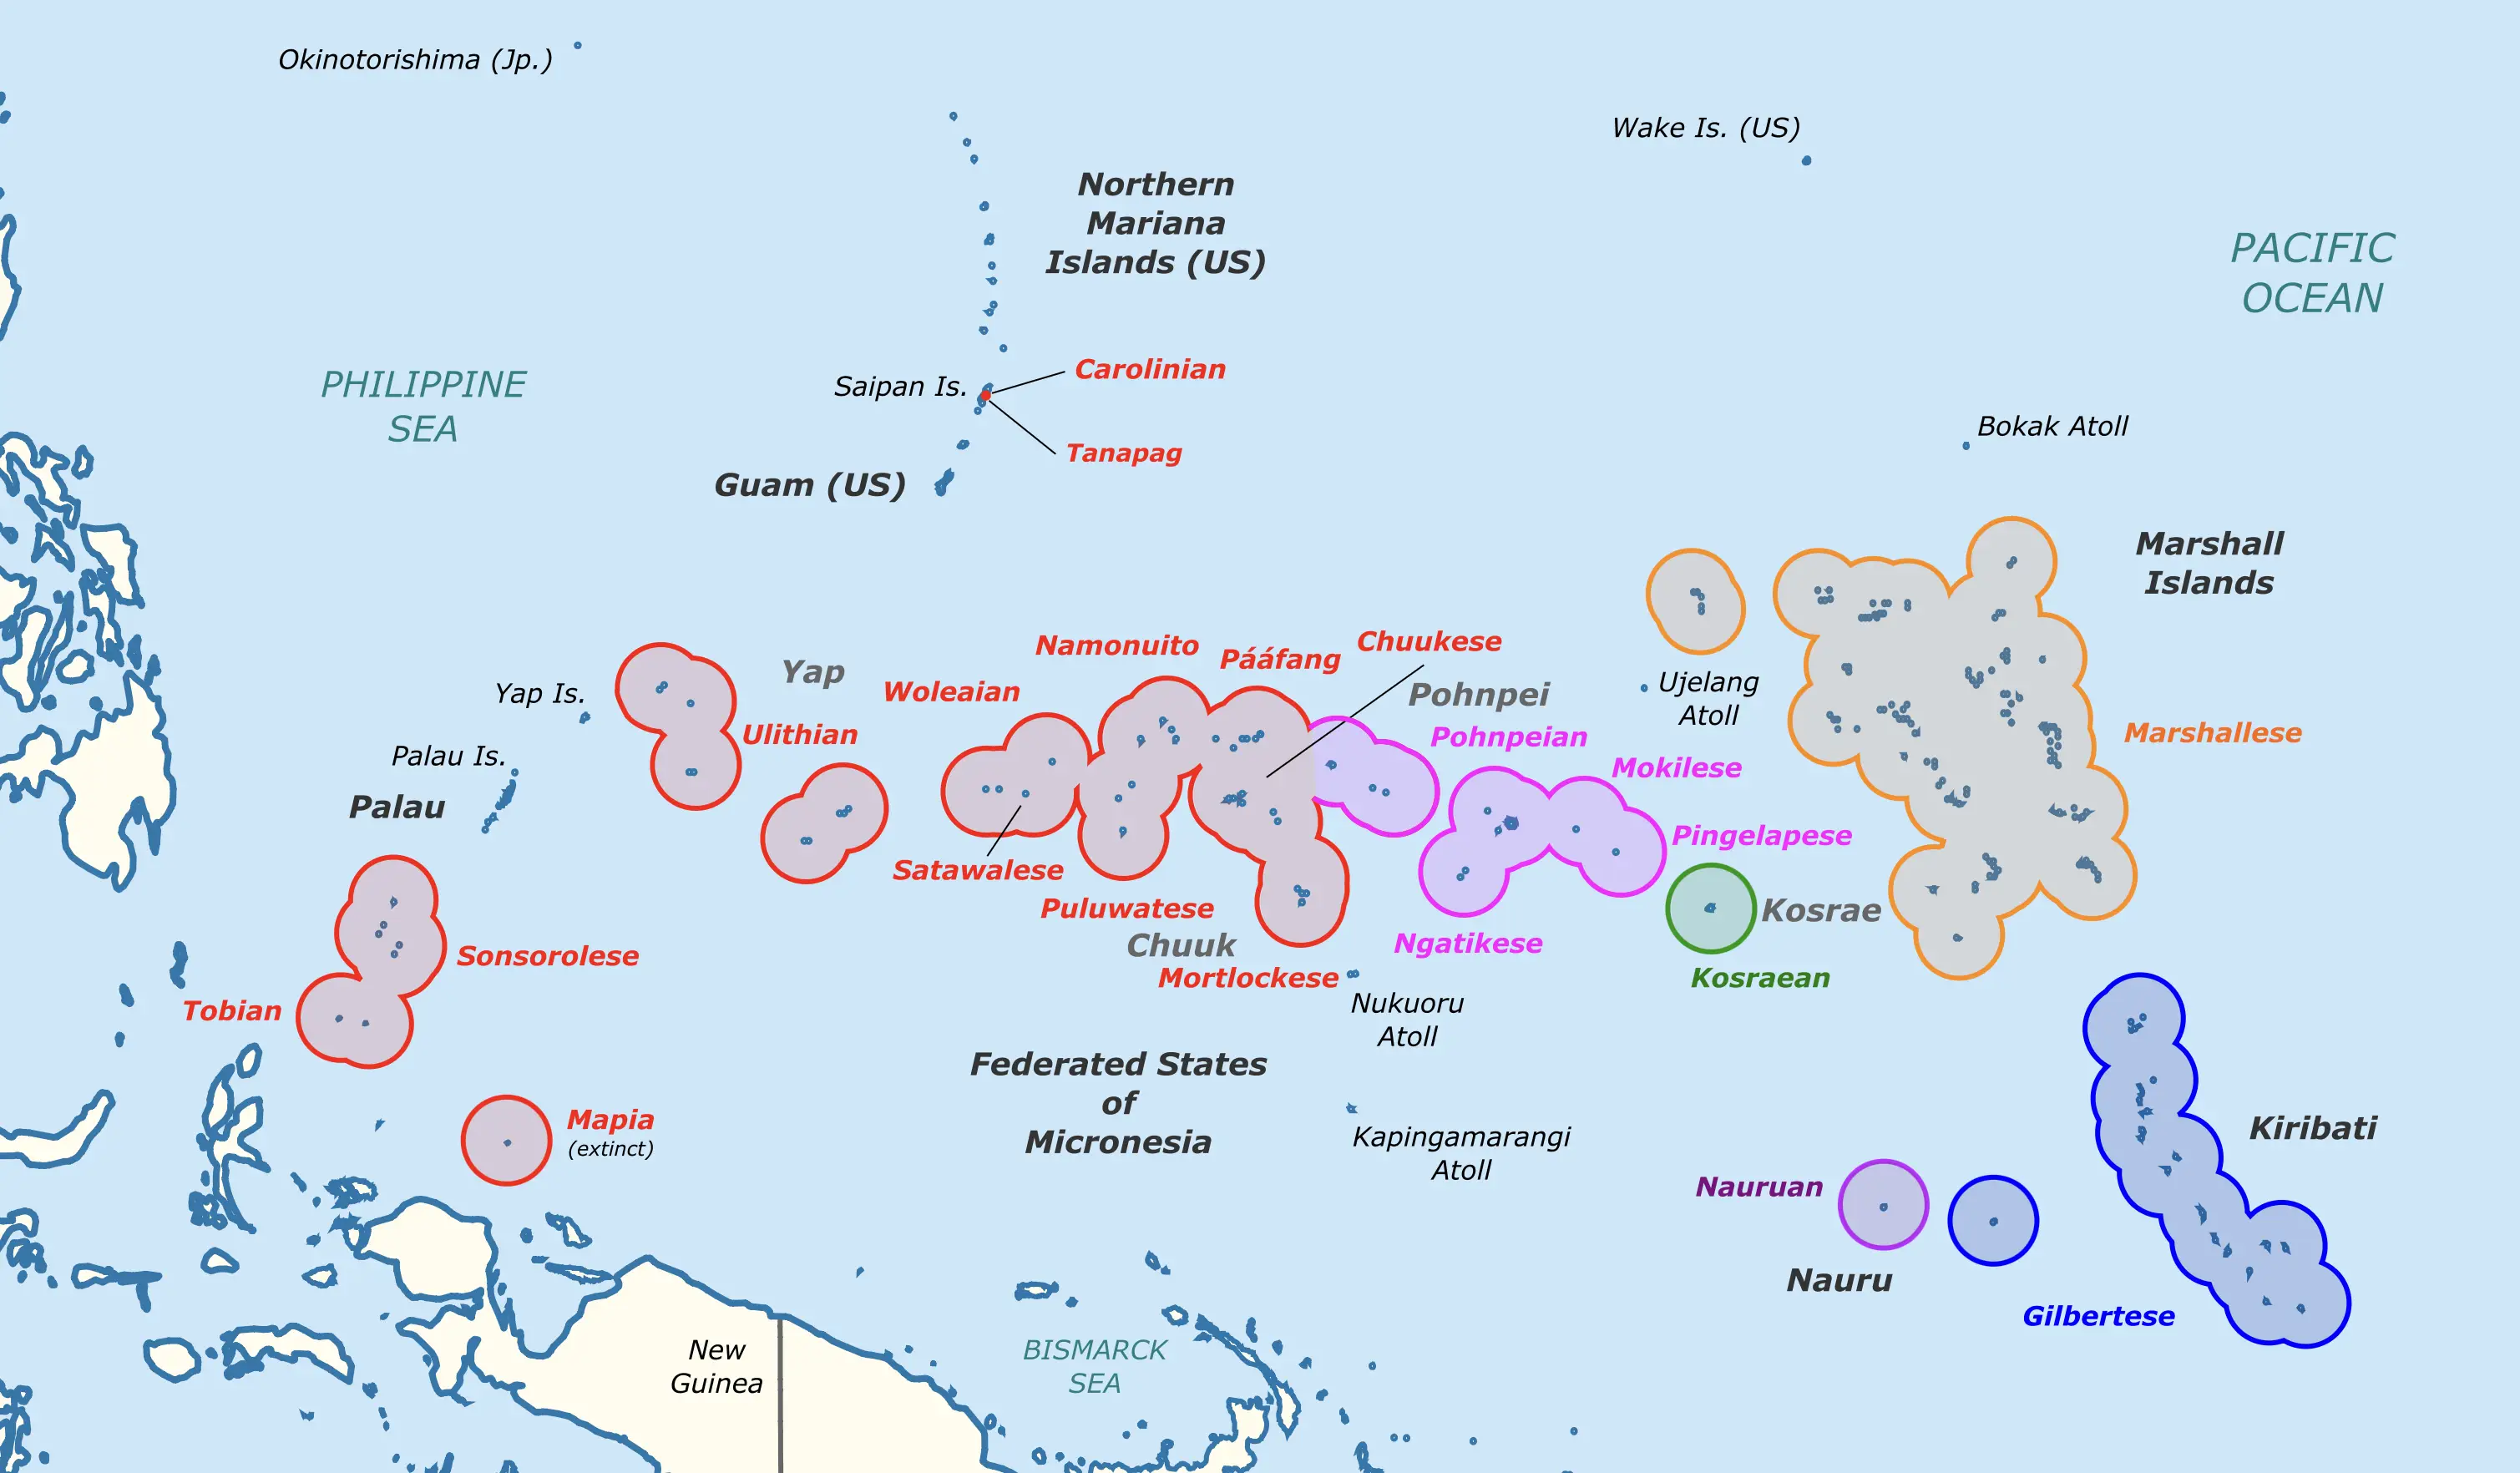 Okinotorishima (Jp.)
Wake Is. (US)
Northern
Mariana
Islands (US)
PACIFIC
OCEAN
PHILIPPINE
SEA
Saipan Is.
Carolinian
Tanapag
Guam (US)
Bokak Atoll
Marshall
Islands
Yap Is.
Yap
Ulithian
Woleaian
Namonuito
Pááfang
Chuukese
Pohnpei
Pohnpeian
Ujelang
Atoll
Mokilese
Marshallese
Palau Is.
Palau
Satawalese
Puluwatese
Chuuk
Mortlockese
Pingelapese
Ngatikese
Kosrae
Kosraean
Sonsorolese
Tobian
Nukuoru
Atoll
Federated States
of
Micronesia
Mapia
(extinct)
Kapingamarangi
Atoll
Kiribati
Nauruan
Nauru
Gilbertese
New
Guinea
BISMARCK
SEA